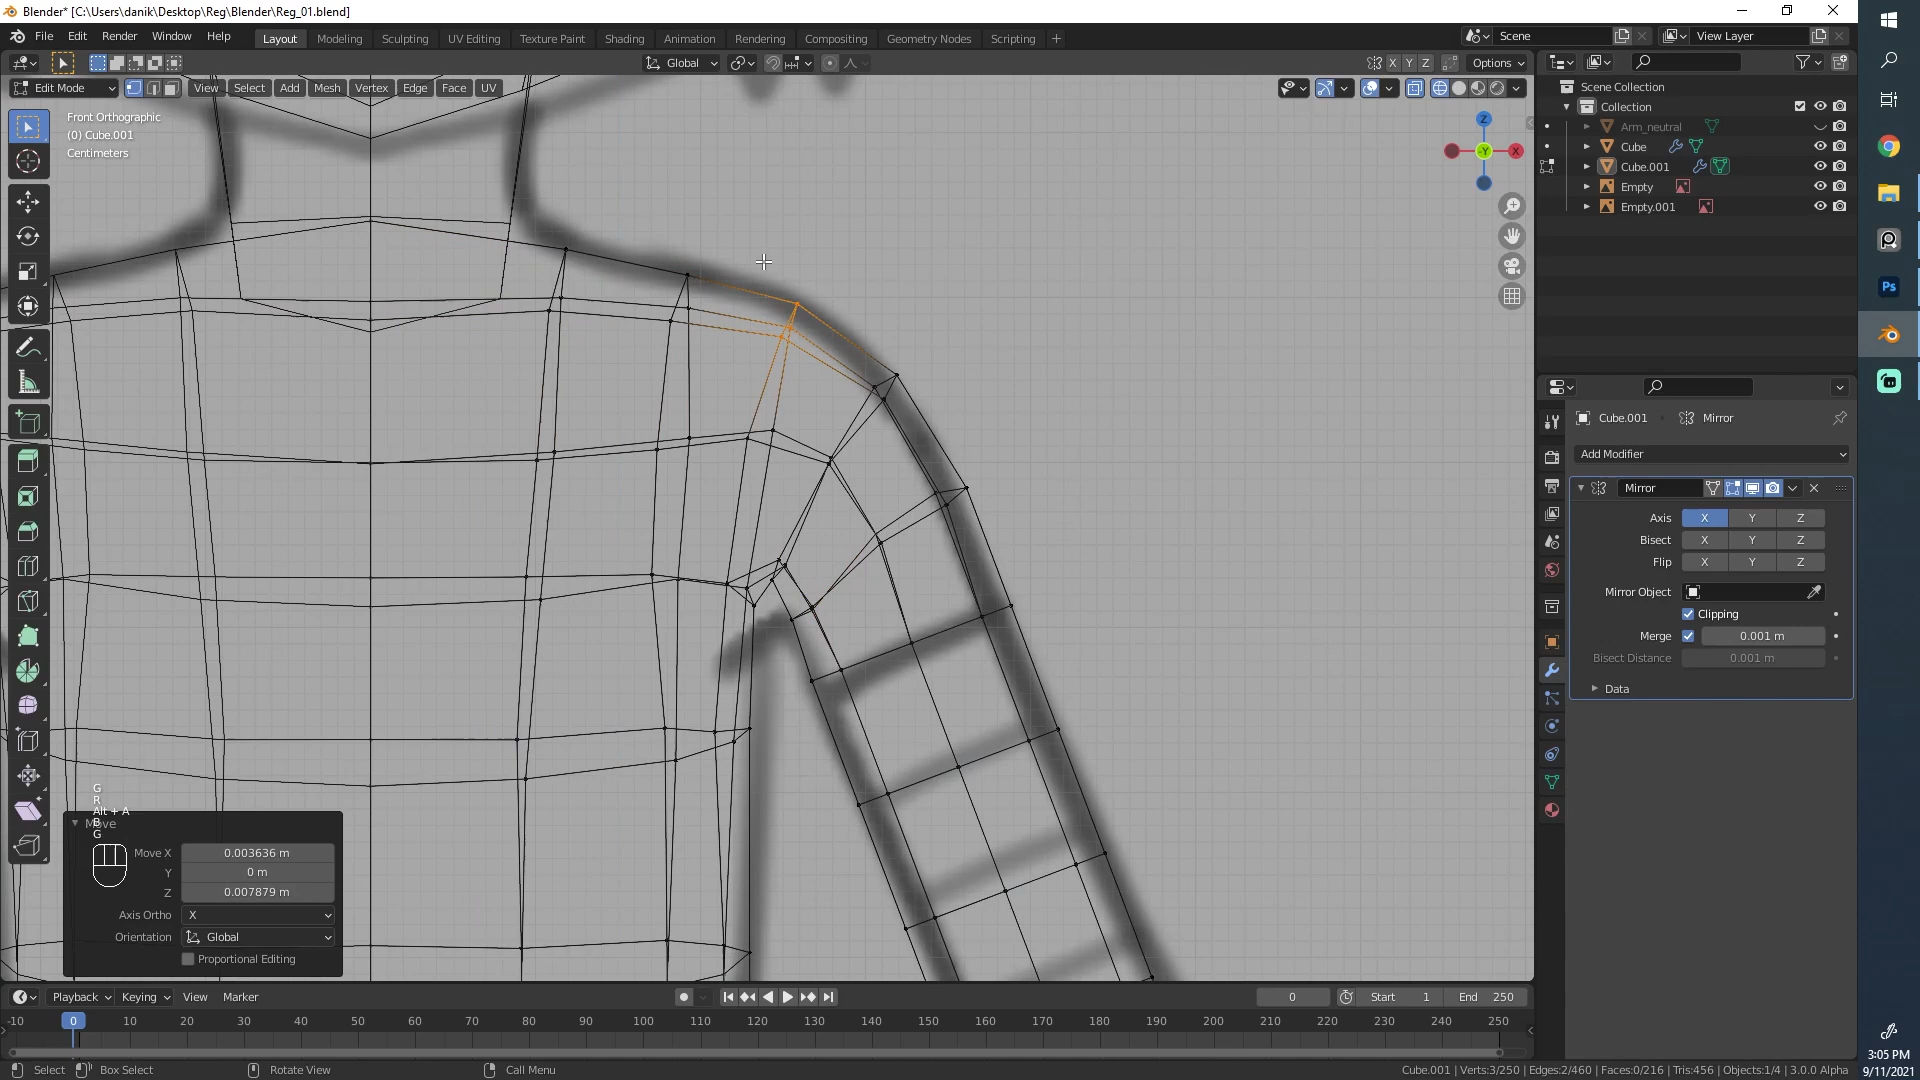 Blender* [C:\Users\danik\Desktop\Reg\Blender\Reg_01.blend]
File Edit Render Window Help
Layout Modeling Sculpting UV Editing Texture Paint Shading Animation Rendering Compositing Geometry Nodes Scripting +
Scene
View Layer
Global
X Y Z
Options
Edit Mode
View Select Add Mesh Vertex Edge Face UV
Front Orthographic
(0) Cube.001
Centimeters
Z
-Y
X
Scene Collection
Collection
Arm_neutral
Cube
Cube.001
Empty
Empty.001
Cube.001 Mirror
Add Modifier
Mirror
Axis X Y Z
Bisect X Y Z
Flip X Y Z
Mirror Object
Clipping
Merge 0.001 m
Bisect Distance 0.001 m
Data
G
R
Alt + A
B
G
Move
Move X 0.003636 m
Y 0 m
Z 0.007879 m
Axis Ortho X
Orientation Global
Proportional Editing
Playback Keying View Marker
0
Start 1
End 250
-10 0 10 20 30 40 50 60 70 80 90 100 110 120 130 140 150 160 170 180 190 200 210 220 230 240 250
Select Box Select Rotate View Call Menu
Cube.001 | Verts:3/250 | Edges:2/460 | Faces:0/216 | Tris:456 | Objects:1/4 | 3.0.0 Alpha
Ps
3:05 PM
9/11/2021